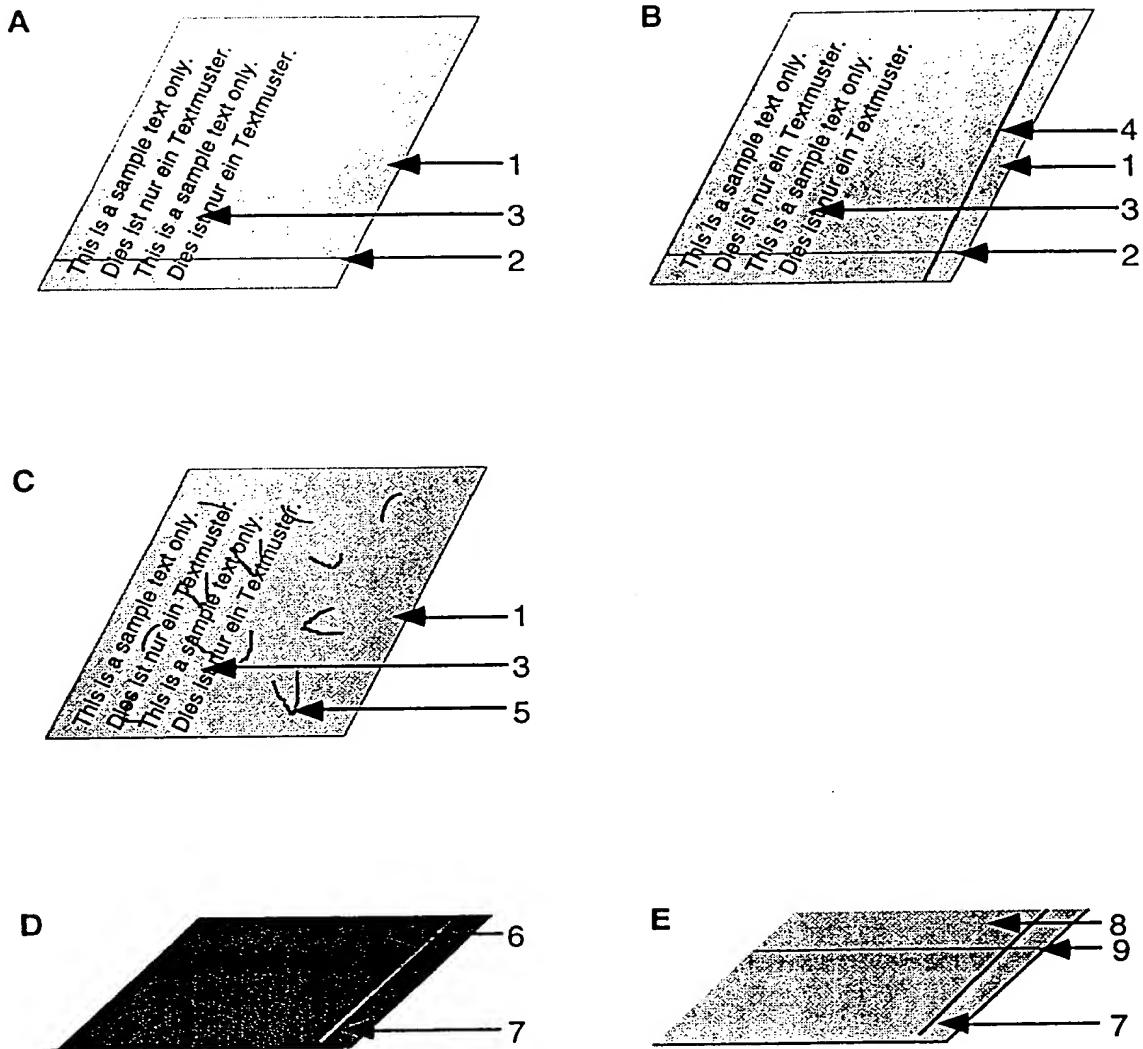 A
This is a sample text only.
Dies ist nur ein Textmuster.
This is a sample text only.
Dies ist nur ein Textmuster.
1
3
2
B
This is a sample text only.
Dies ist nur ein Textmuster.
This is a sample text only.
Dies ist nur ein Textmuster.
4
1
3
2
C
This is a sample text only.
Dies ist nur ein Textmuster.
This is a sample text only.
Dies ist nur ein Textmuster.
1
3
5
D
6
7
E
8
9
7